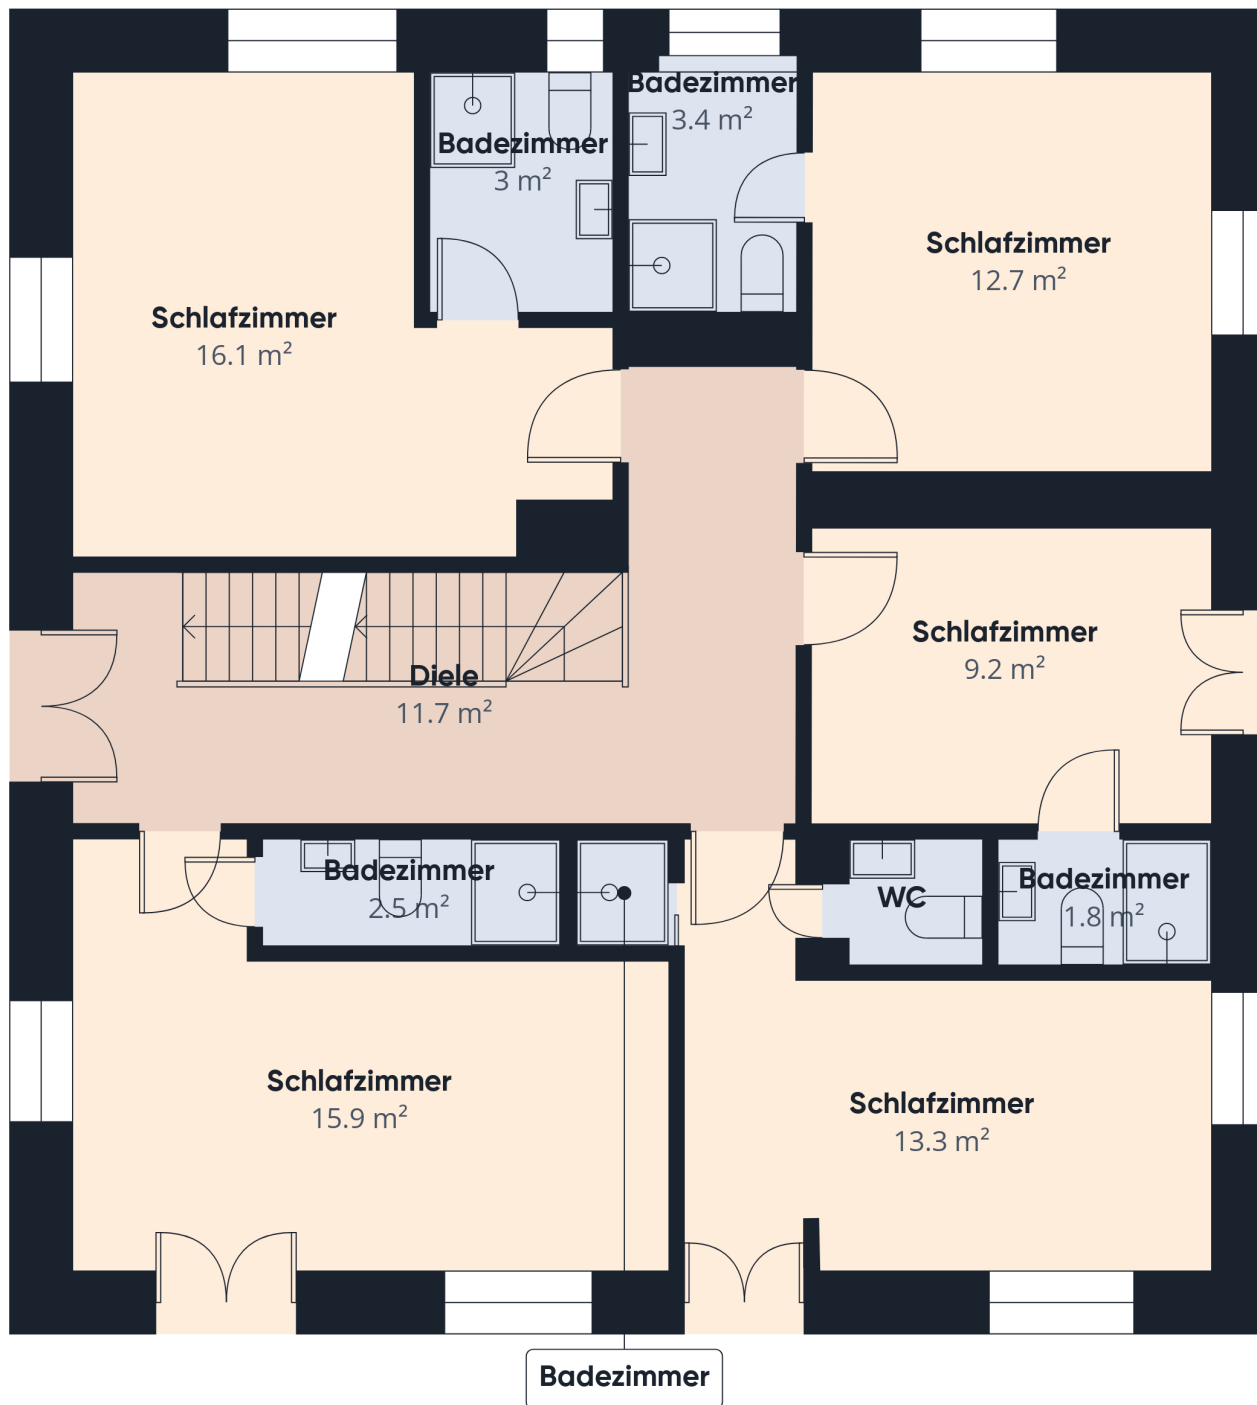 Badezimmer
3.4 m²
Badezimmer
3 m²
Schlafzimmer
12.7 m²
Schlafzimmer
16.1 m²
Schlafzimmer
9.2 m²
Diele
11.7 m²
Badezimmer
2.5 m²
WC
Badezimmer
1.8 m²
Schlafzimmer
15.9 m²
Schlafzimmer
13.3 m²
Badezimmer